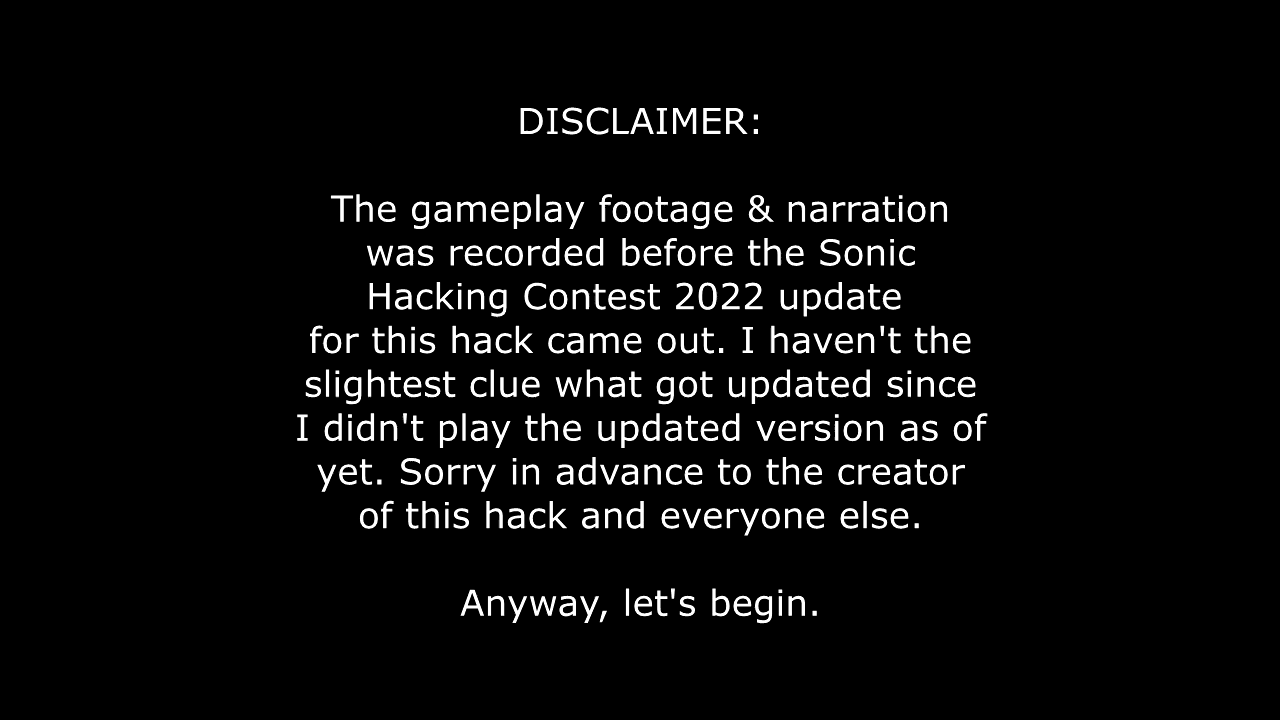 DISCLAIMER:
The gameplay footage & narration
was recorded before the Sonic
Hacking Contest 2022 update
for this hack came out. I haven't the
slightest clue what got updated since
I didn't play the updated version as of
yet. Sorry in advance to the creator
of this hack and everyone else.
Anyway, let's begin.